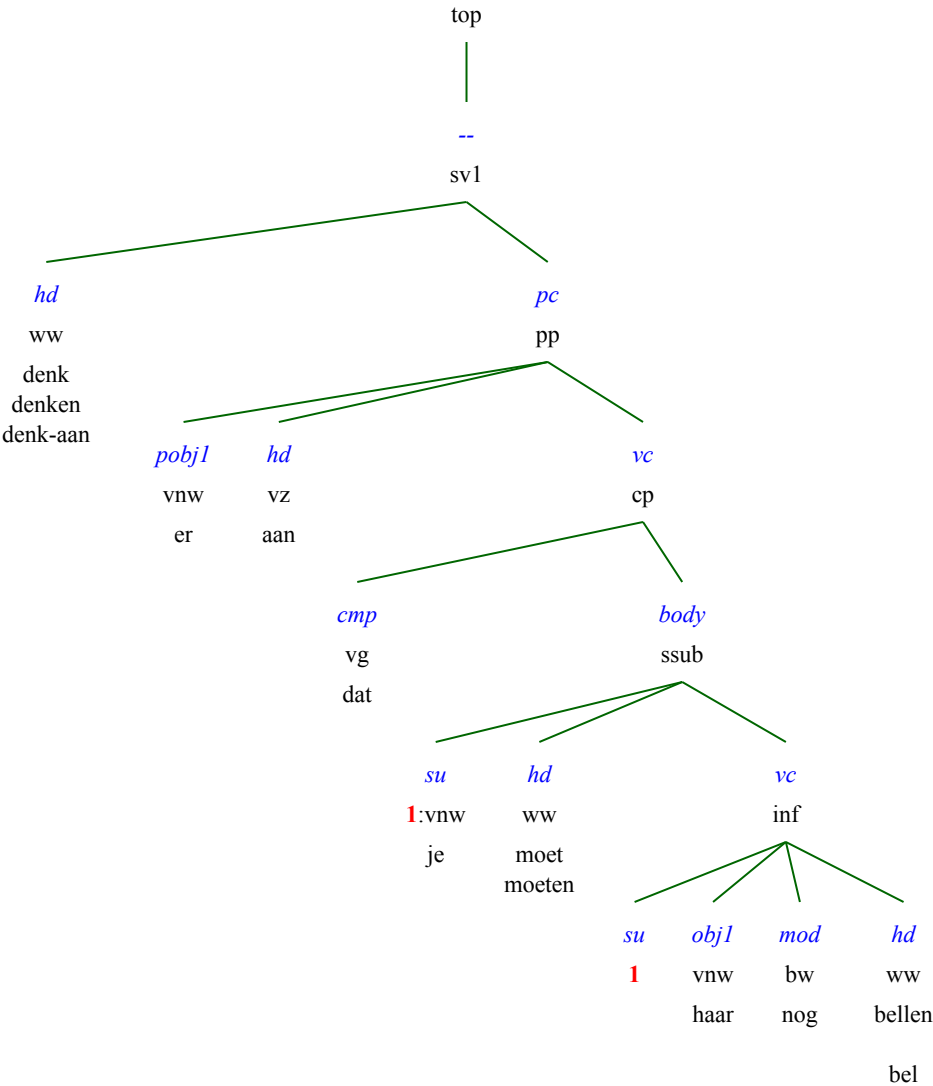 top
--
sv1
hd pc
ww pp
denk
denken
denk-aan
pobj1 hd vc
vnw vz cp
er aan
cmp body
vg ssub
dat
su hd vc
1:vnw ww inf
je moet
moeten
su obj1 mod hd
1 vnw bw ww
haar nog bellen
bel